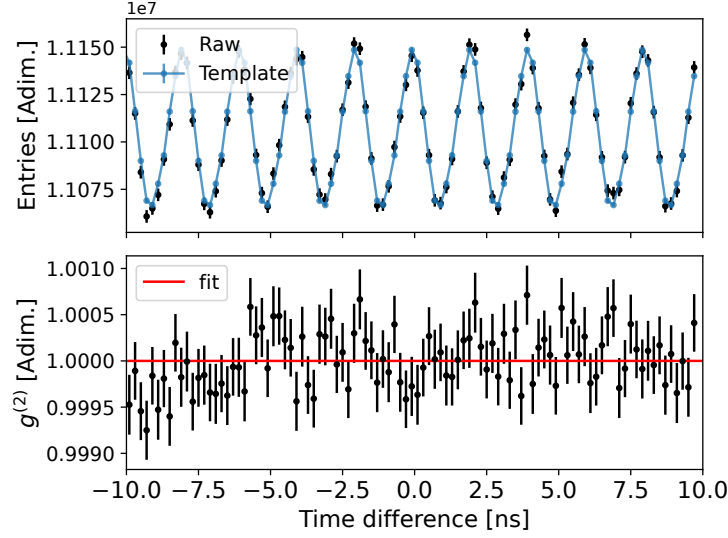 1e7
1.1150
1.1125
1.1100
1.1075
Entries [Adim.]
Raw
Template
1.0010
1.0005
1.0000
0.9995
0.9990
g(2) [Adim.]
fit
−10.0 −7.5 −5.0 −2.5 0.0 2.5 5.0 7.5 10.0
Time difference [ns]